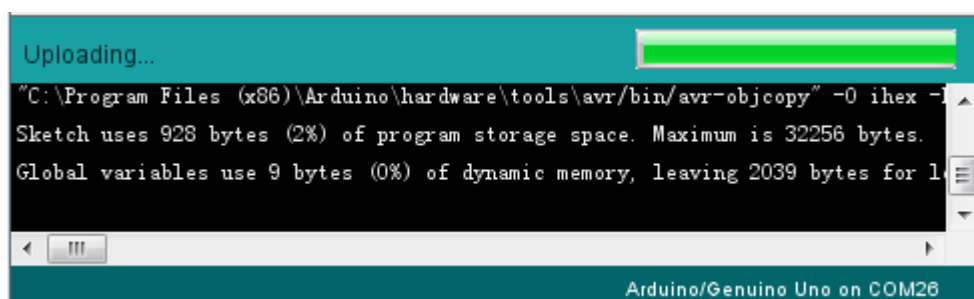 Uploading...
"C:\Program Files (x86)\Arduino\hardware\tools\avr/bin/avr-objcopy" -O ihex -
Sketch uses 928 bytes (2%) of program storage space. Maximum is 32256 bytes.
Global variables use 9 bytes (0%) of dynamic memory, leaving 2039 bytes for
Arduino/Genuino Uno on COM26